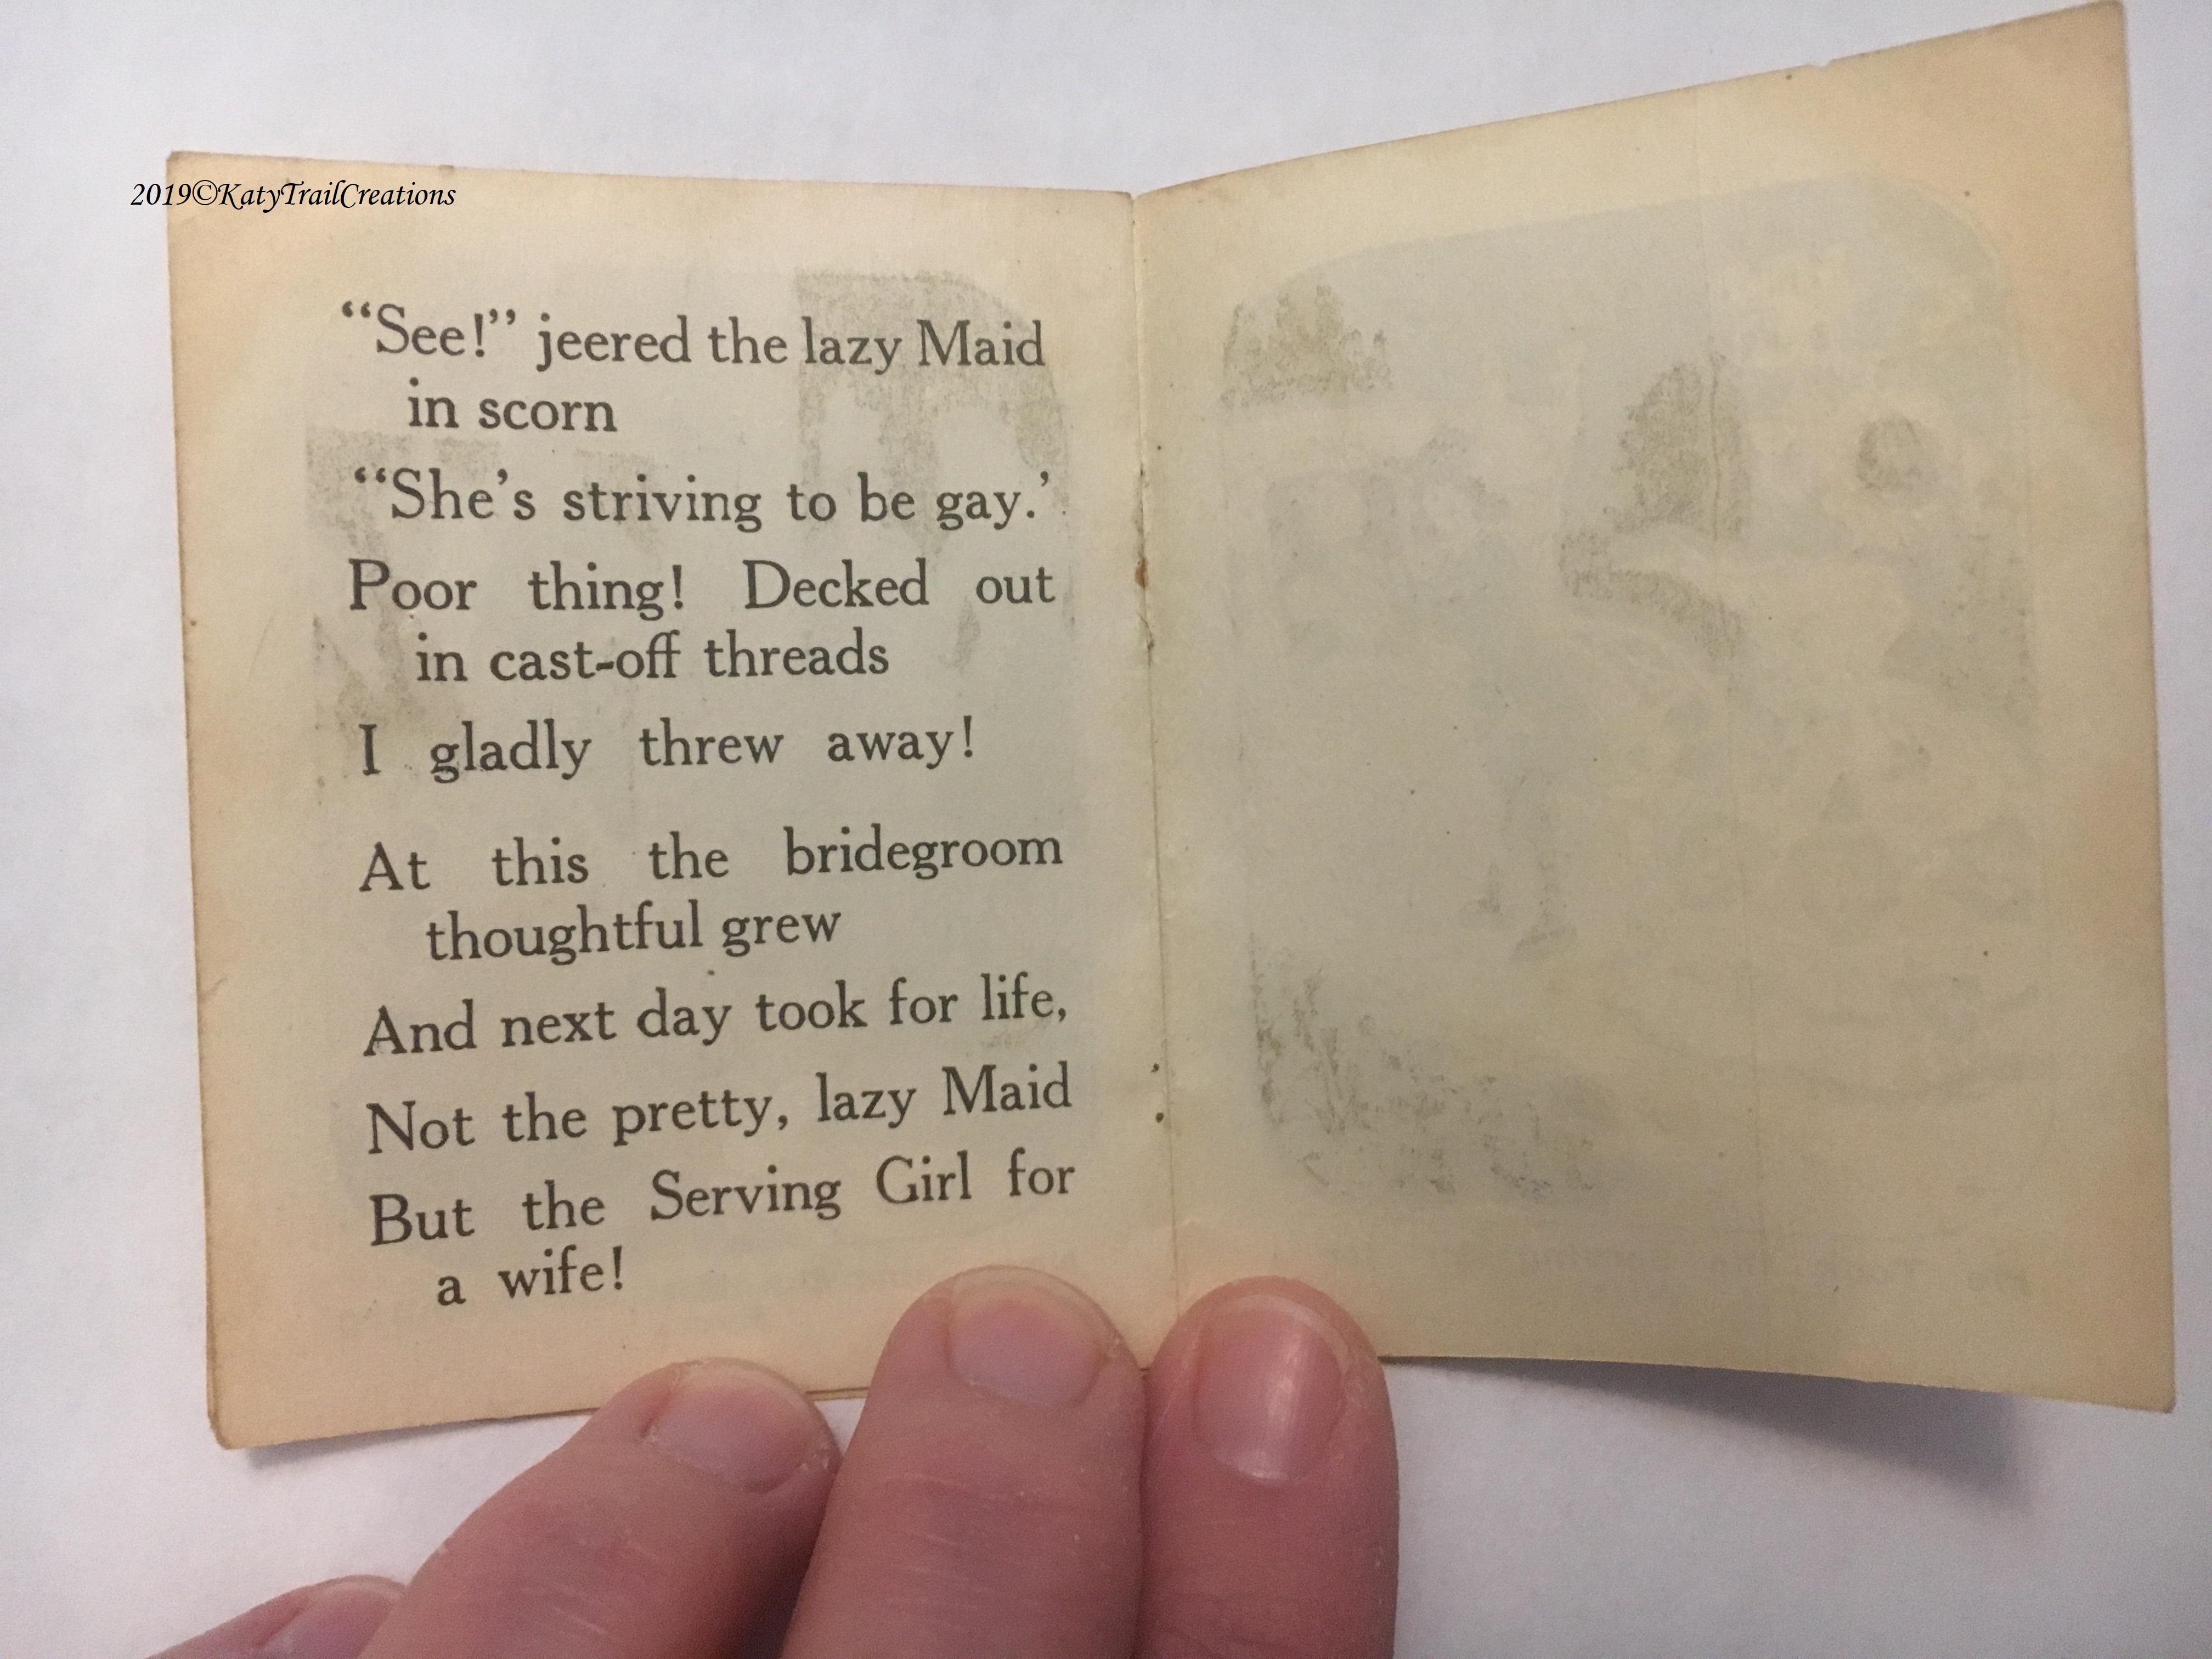 2019©KatyTrailCreations
“See!” jeered the lazy Maid
in scorn
“She’s striving to be gay.’
Poor thing! Decked out
in cast-off threads
I gladly threw away!
At this the bridegroom
thoughtful grew
And next day took for life,
Not the pretty, lazy Maid
But the Serving Girl for
a wife!